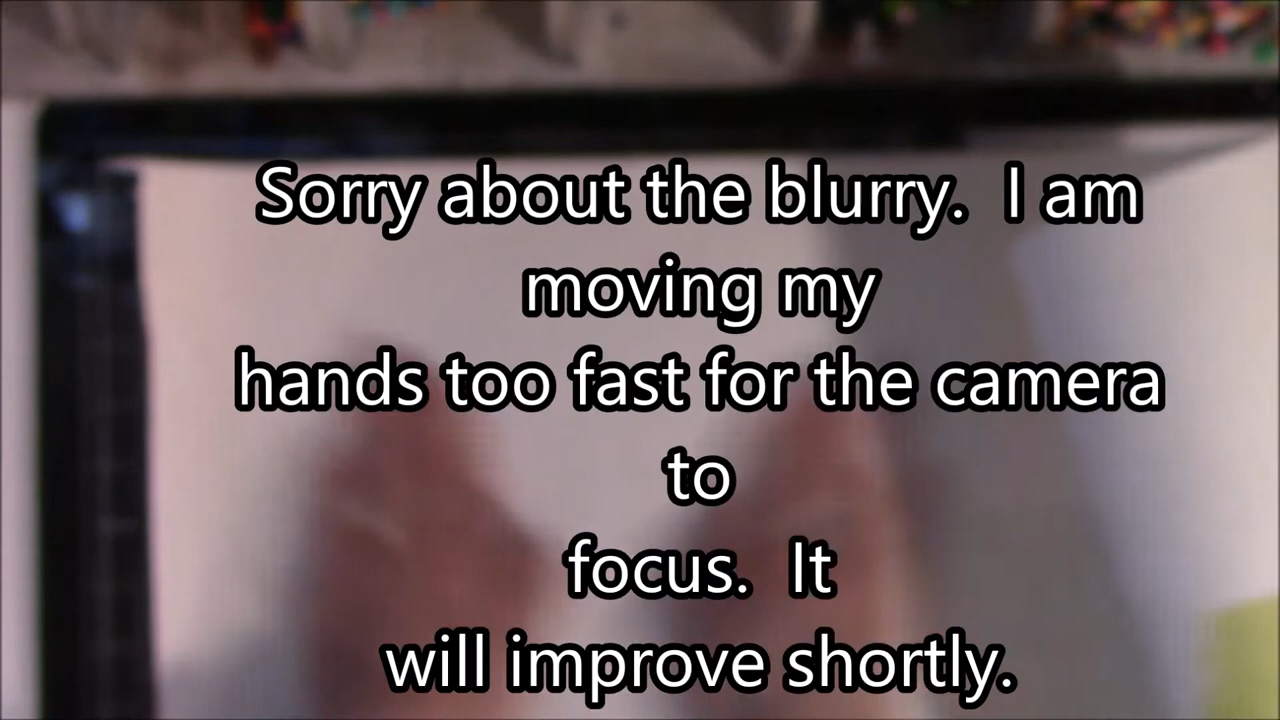 Sorry about the blurry.  I am
moving my
hands too fast for the camera
to
focus.  It
will improve shortly.